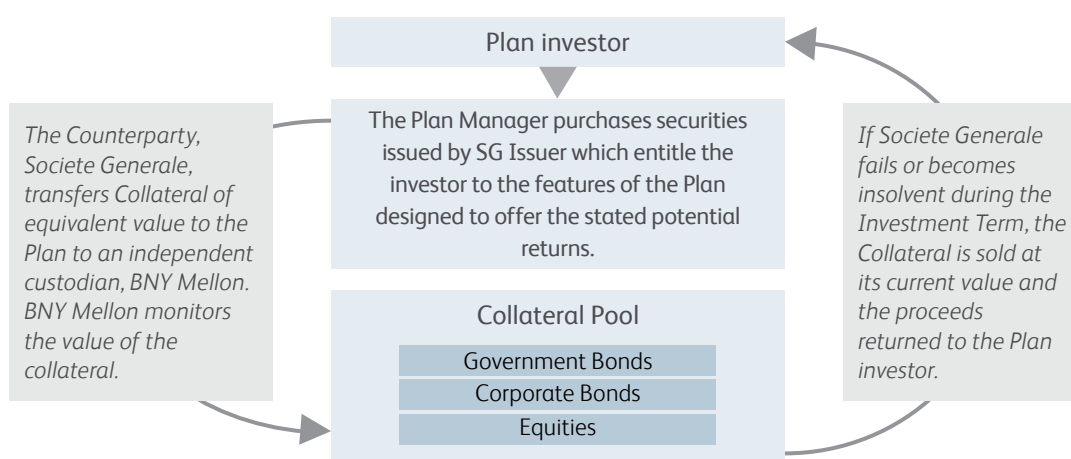 Plan investor
The Counterparty,
Societe Generale,
transfers Collateral of
equivalent value to the
Plan to an independent
custodian, BNY Mellon.
BNY Mellon monitors
the value of the
collateral.
The Plan Manager purchases securities
issued by SG Issuer which entitle the
investor to the features of the Plan
designed to offer the stated potential
returns.
If Societe Generale
fails or becomes
insolvent during the
Investment Term, the
Collateral is sold at
its current value and
the proceeds
returned to the Plan
investor.
Collateral Pool
Government Bonds
Corporate Bonds
Equities